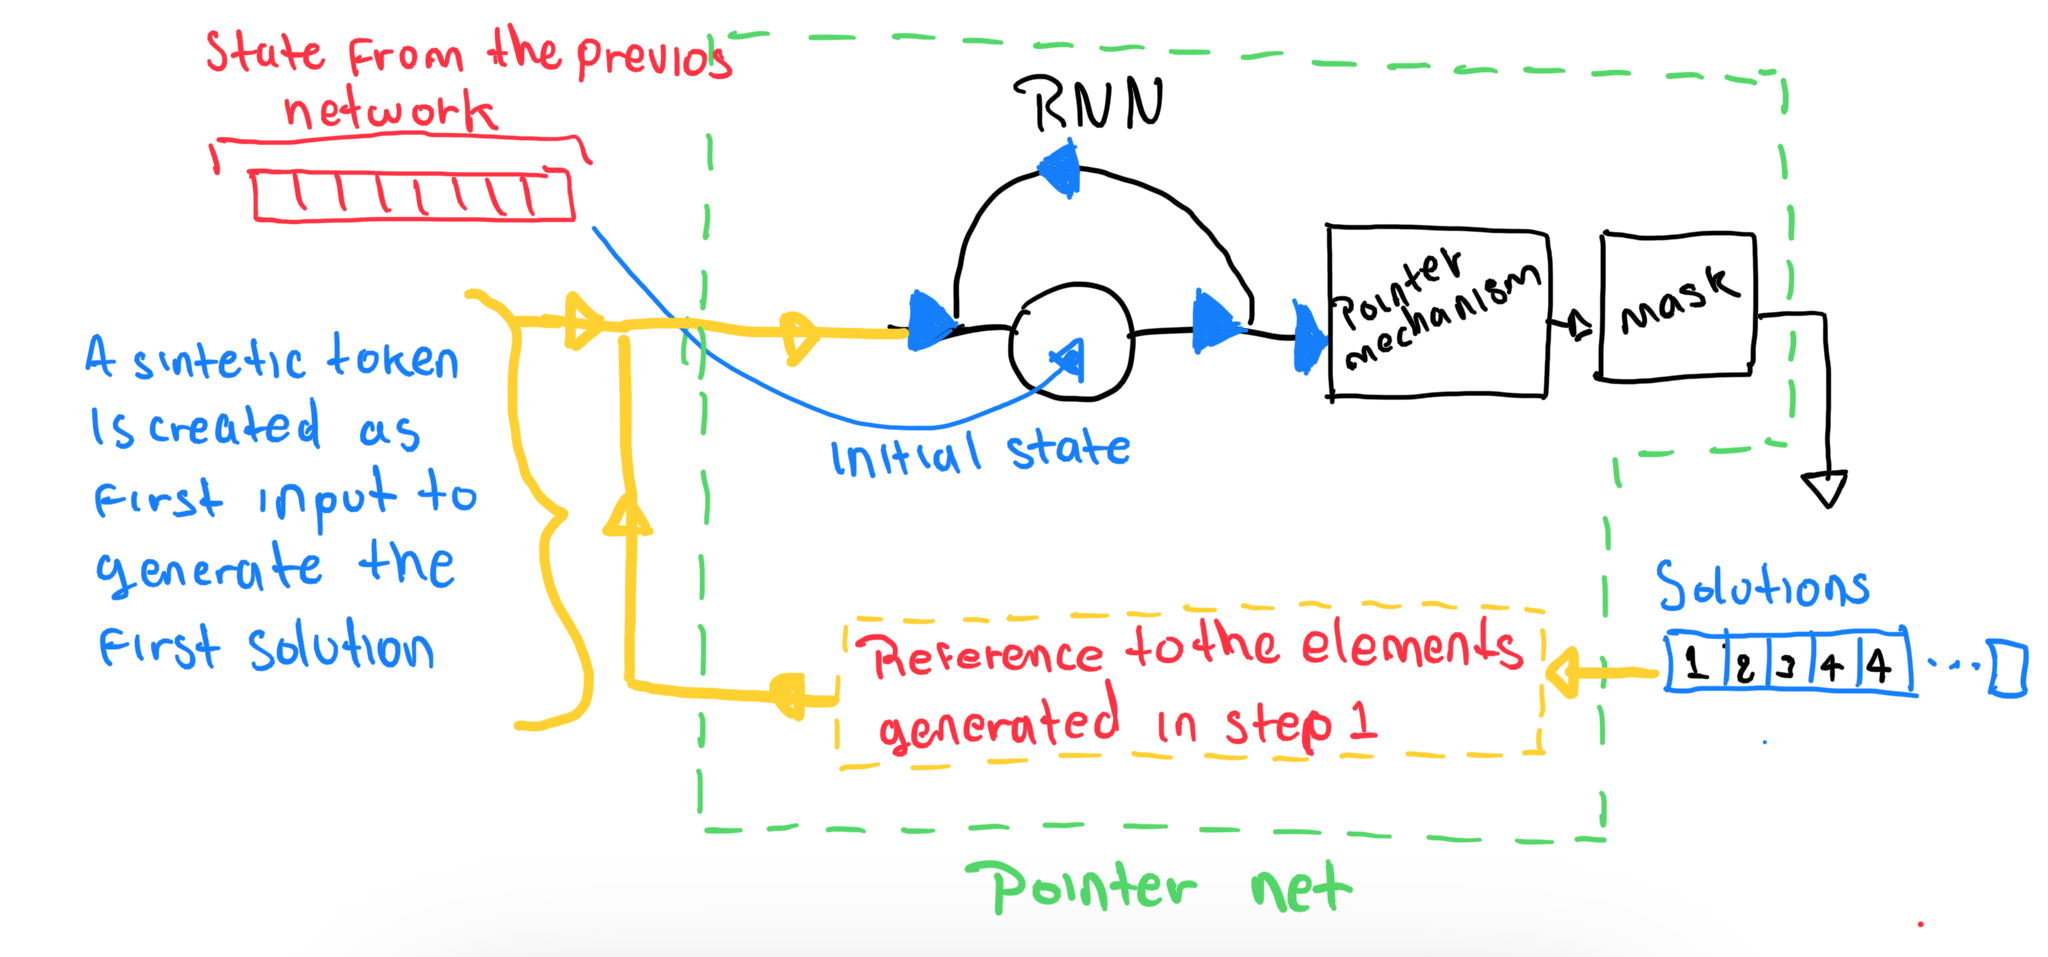 State From the previos
network
RNN
Pointer
mechanism
mask
A sintetic token
is created as
First input to
generate the
First solution
initial state
Solutions
1 2 3 4 4 ...
Reference to the elements
generated in step 1
Pointer net